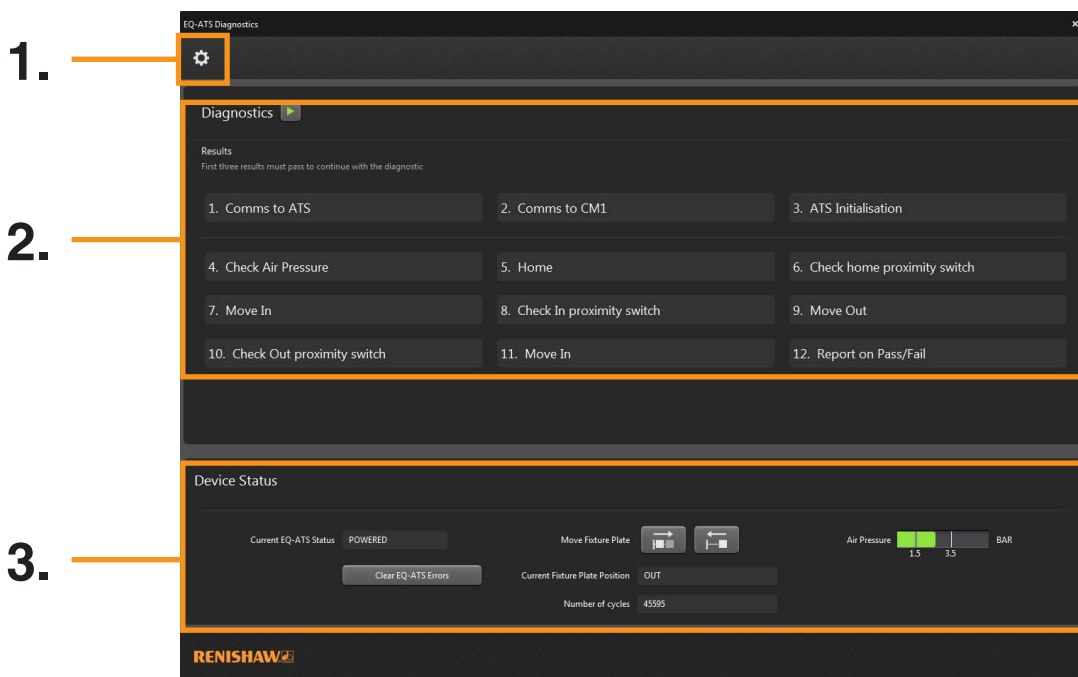 EQ-ATS Diagnostics
1.
Diagnostics
Results
First three results must pass to continue with the diagnostic
1. Comms to ATS
2. Comms to CM1
3. ATS Initialisation
2.
4. Check Air Pressure
5. Home
6. Check home proximity switch
7. Move In
8. Check In proximity switch
9. Move Out
10. Check Out proximity switch
11. Move In
12. Report on Pass/Fail
3.
Device Status
Current EQ-ATS Status POWERED
Clear EQ-ATS Errors
Move Fixture Plate
Current Fixture Plate Position OUT
Number of cycles 45595
Air Pressure BAR
1.5 3.5
RENISHAW